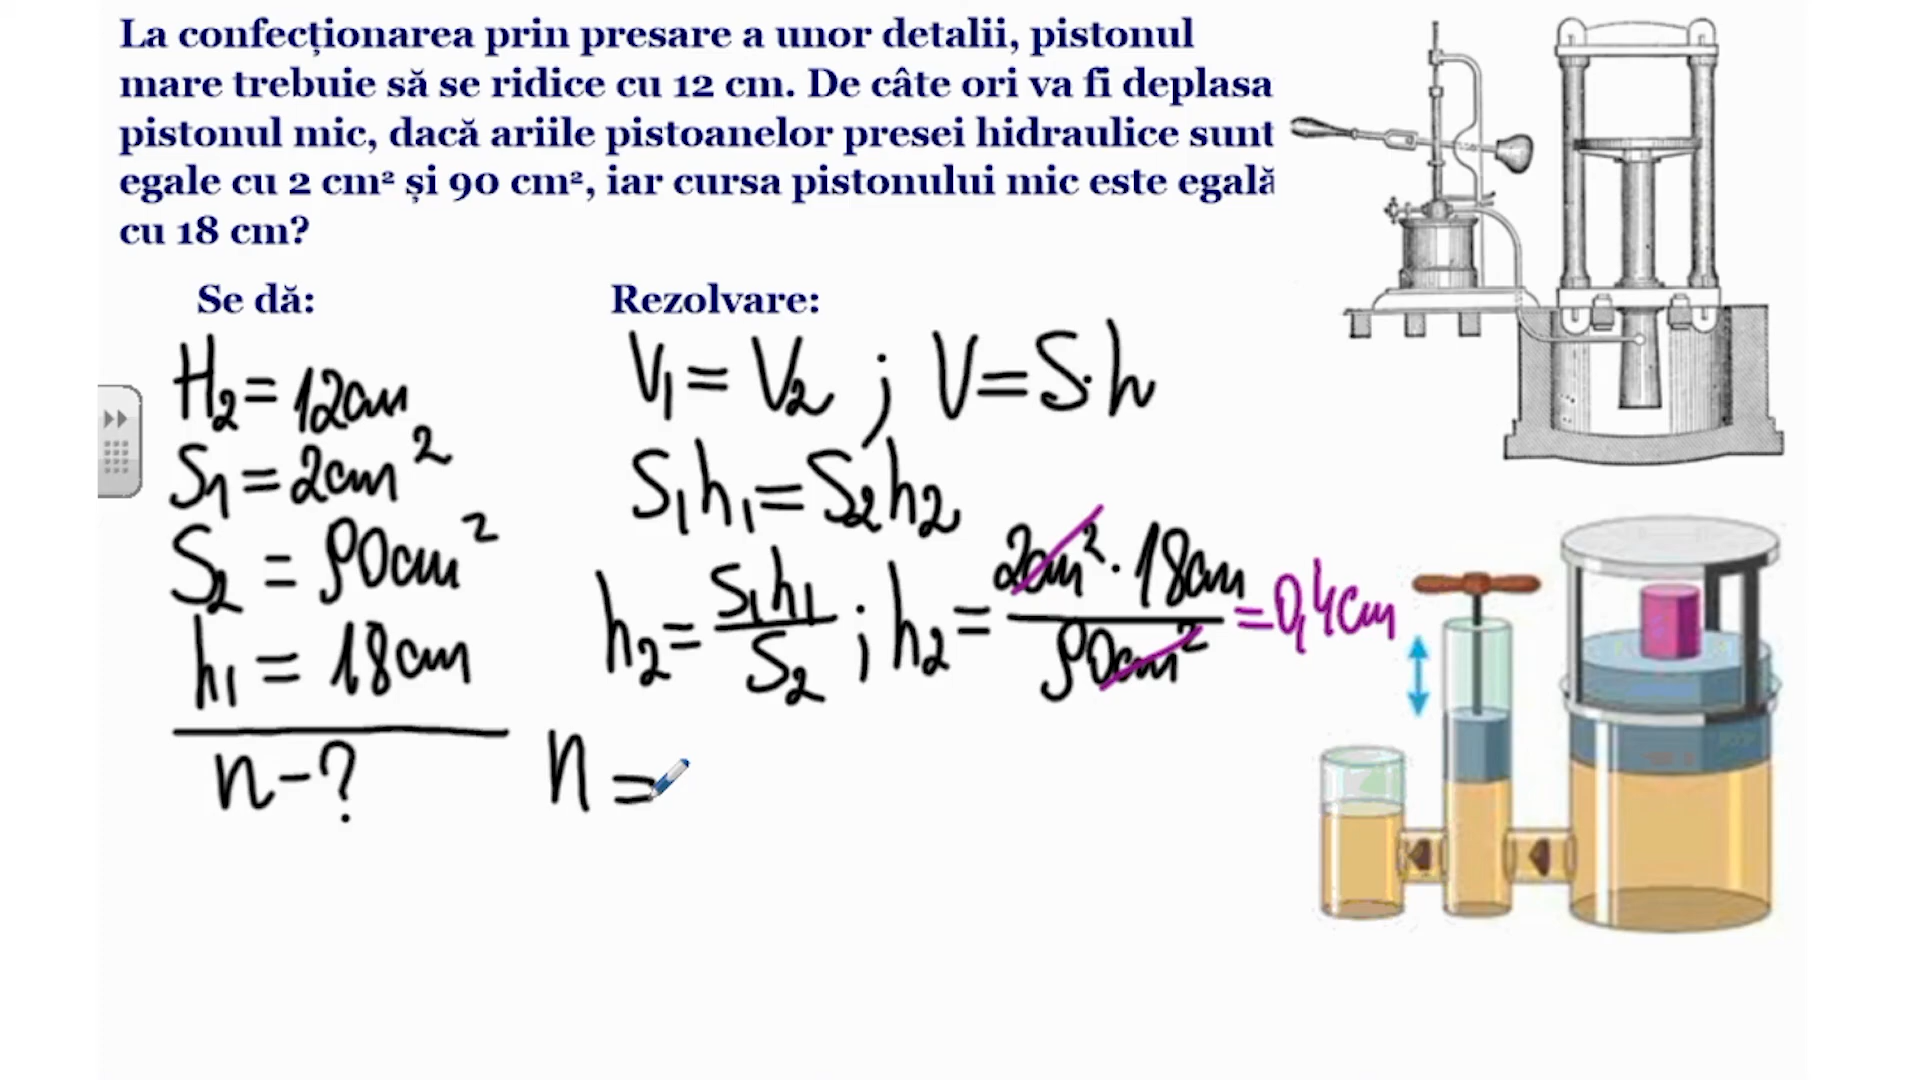 La confecționarea prin presare a unor detalii, pistonul
mare trebuie să se ridice cu 12 cm. De câte ori va fi deplasa
pistonul mic, dacă ariile pistoanelor presei hidraulice sunt
egale cu 2 cm² și 90 cm², iar cursa pistonului mic este egală
cu 18 cm?
Se dă:
H₂ = 12cm
S₁ = 2cm²
S₂ = 90cm²
h₁ = 18cm
n - ?
Rezolvare:
V₁ = V₂ ; V = S·h
S₁h₁ = S₂h₂
h₂ = S₁h₁ / S₂ ; h₂ = 2cm² · 18cm / 90cm² = 0,4cm
n =